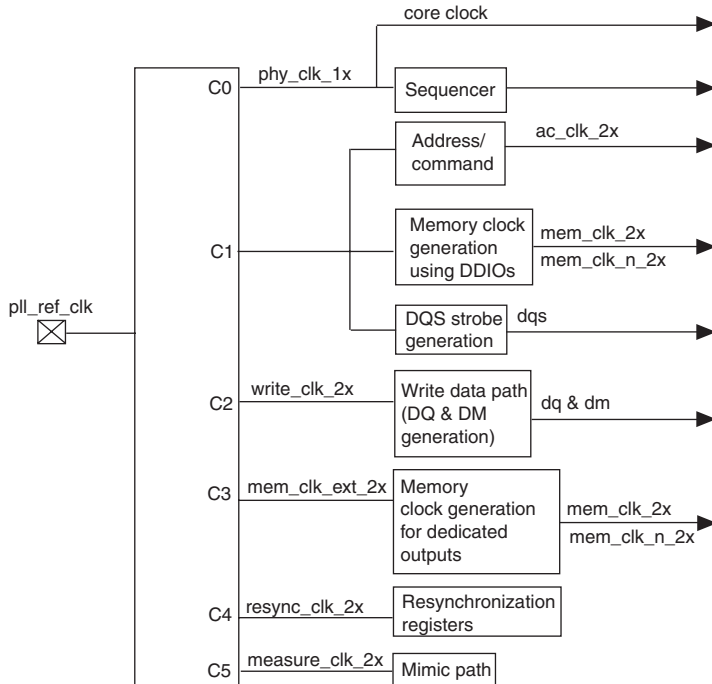 core clock
C0
phy_clk_1x
Sequencer
Address/
command
ac_clk_2x
C1
Memory clock
generation
using DDIOs
mem_clk_2x
mem_clk_n_2x
pll_ref_clk
DQS strobe
generation
dqs
C2
write_clk_2x
Write data path
(DQ & DM
generation)
dq & dm
C3
mem_clk_ext_2x
Memory
clock generation
for dedicated
outputs
mem_clk_2x
mem_clk_n_2x
C4
resync_clk_2x
Resynchronization
registers
C5
measure_clk_2x
Mimic path